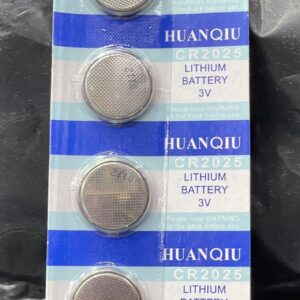 HUANQIU
CR2025
LITHIUM
BATTERY
3V
Please read WARNING
on the back before use
HUANQIU
CR2025
LITHIUM
BATTERY
3V
Please read WARNING
on the back before use
HUANQIU
CR2025
LITHIUM
BATTERY
3V